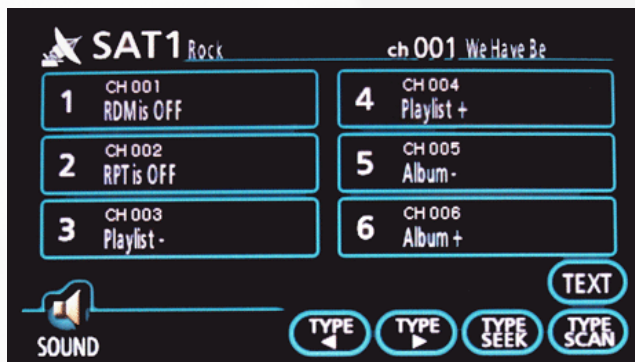 SAT1 Rock ch 001 We Have Be
1 CH 001
RDM is OFF
2 CH 002
RPT is OFF
3 CH 003
Playlist -
4 CH 004
Playlist +
5 CH 005
Album -
6 CH 006
Album +
TEXT
SOUND
TYPE ◀
TYPE ▶
TYPE SEEK
TYPE SCAN